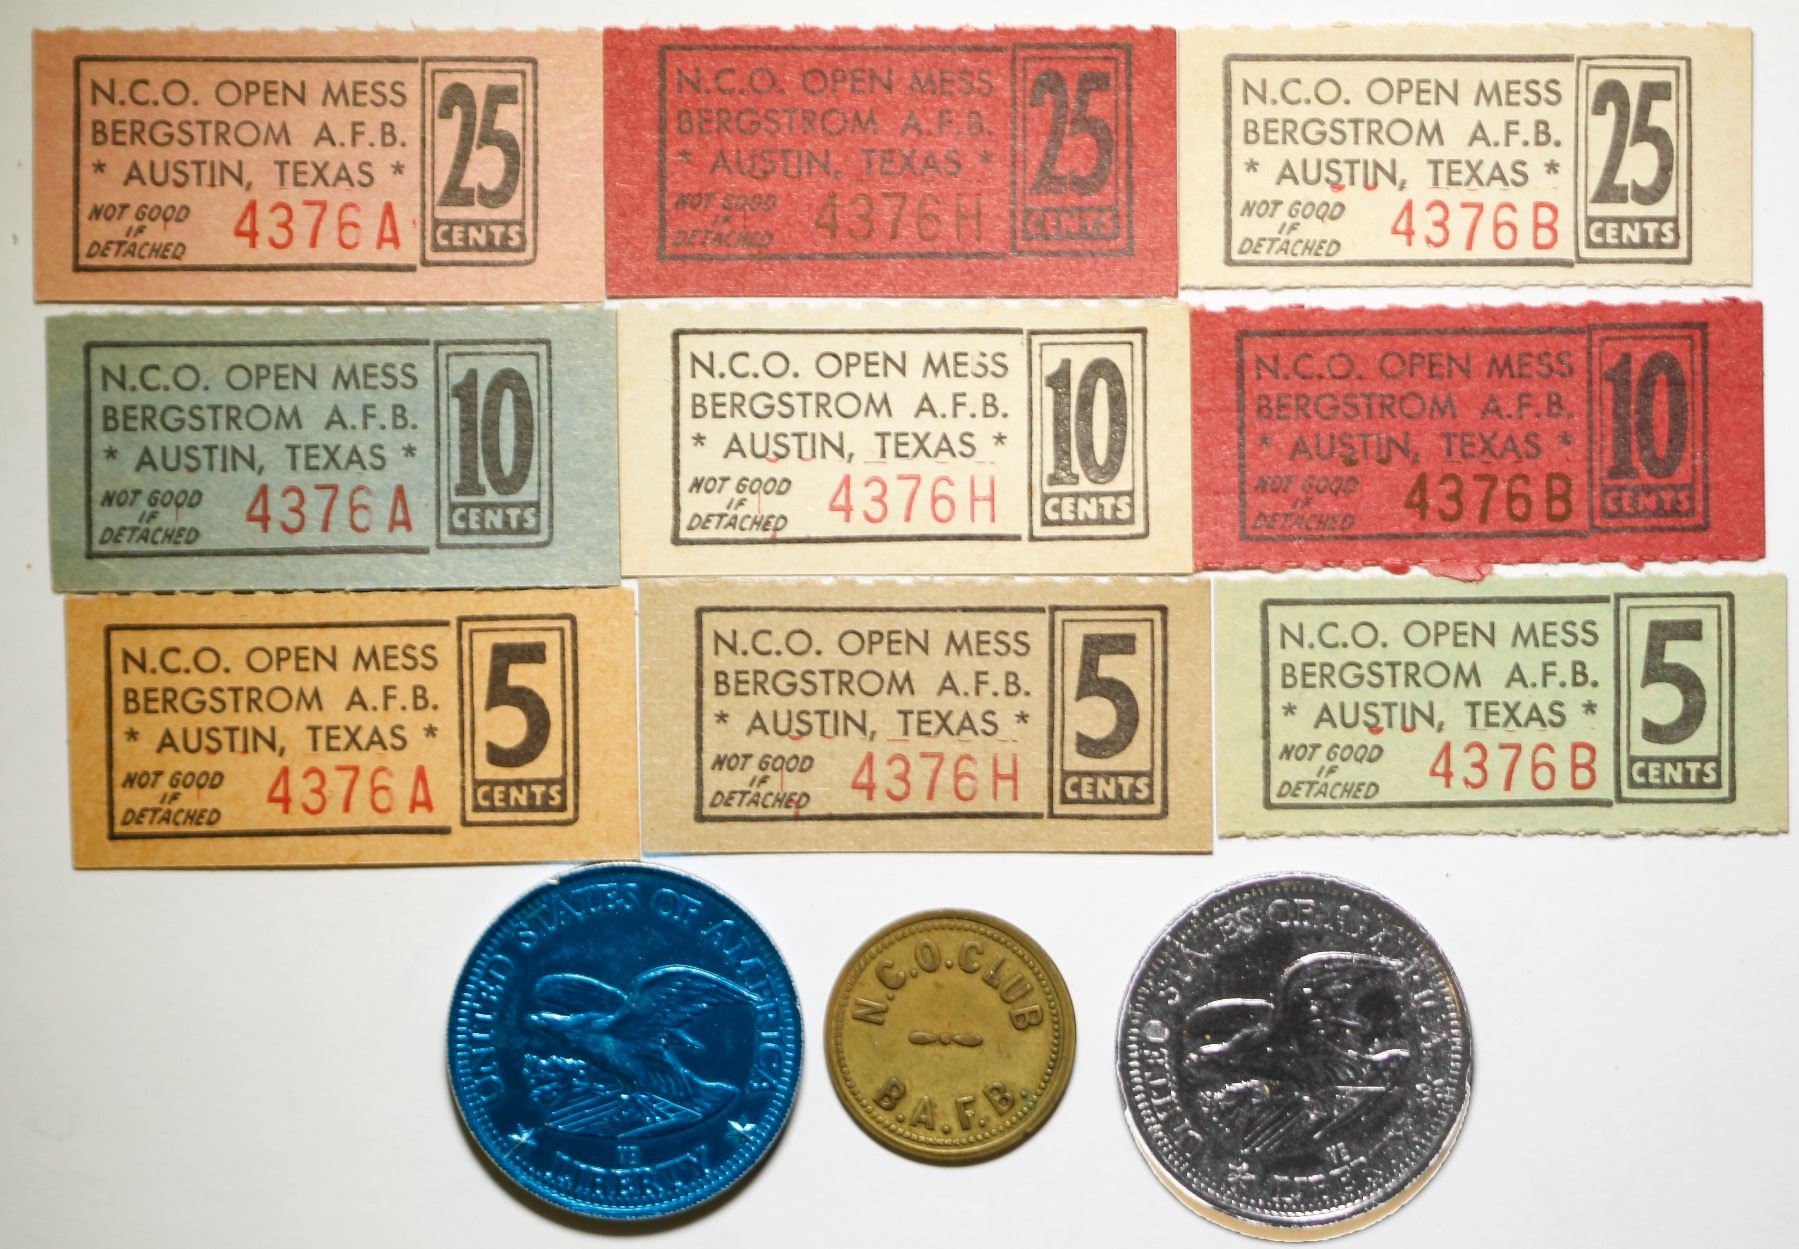 N.C.O. OPEN MESS
BERGSTROM A.F.B.
* AUSTIN, TEXAS *
NOT GOOD
IF
DETACHED
4376A
25
CENTS
N.C.O. OPEN MESS
BERGSTROM A.F.B.
* AUSTIN, TEXAS *
NOT GOOD
IF
DETACHED
4376H
25
CENTS
N.C.O. OPEN MESS
BERGSTROM A.F.B.
* AUSTIN, TEXAS *
NOT GOOD
IF
DETACHED
4376B
25
CENTS
N.C.O. OPEN MESS
BERGSTROM A.F.B.
* AUSTIN, TEXAS *
NOT GOOD
IF
DETACHED
4376A
10
CENTS
N.C.O. OPEN MESS
BERGSTROM A.F.B.
* AUSTIN, TEXAS *
NOT GOOD
IF
DETACHED
4376H
10
CENTS
N.C.O. OPEN MESS
BERGSTROM A.F.B.
* AUSTIN, TEXAS *
NOT GOOD
IF
DETACHED
4376B
10
CENTS
N.C.O. OPEN MESS
BERGSTROM A.F.B.
* AUSTIN, TEXAS *
NOT GOOD
IF
DETACHED
4376A
5
CENTS
N.C.O. OPEN MESS
BERGSTROM A.F.B.
* AUSTIN, TEXAS *
NOT GOOD
IF
DETACHED
4376H
5
CENTS
N.C.O. OPEN MESS
BERGSTROM A.F.B.
* AUSTIN, TEXAS *
NOT GOOD
IF
DETACHED
4376B
5
CENTS
UNITED STATES OF AMERICA
LIBERTY
N.C.O. CLUB
B.A.F.B.
UNITED STATES OF AMERICA
LIBERTY